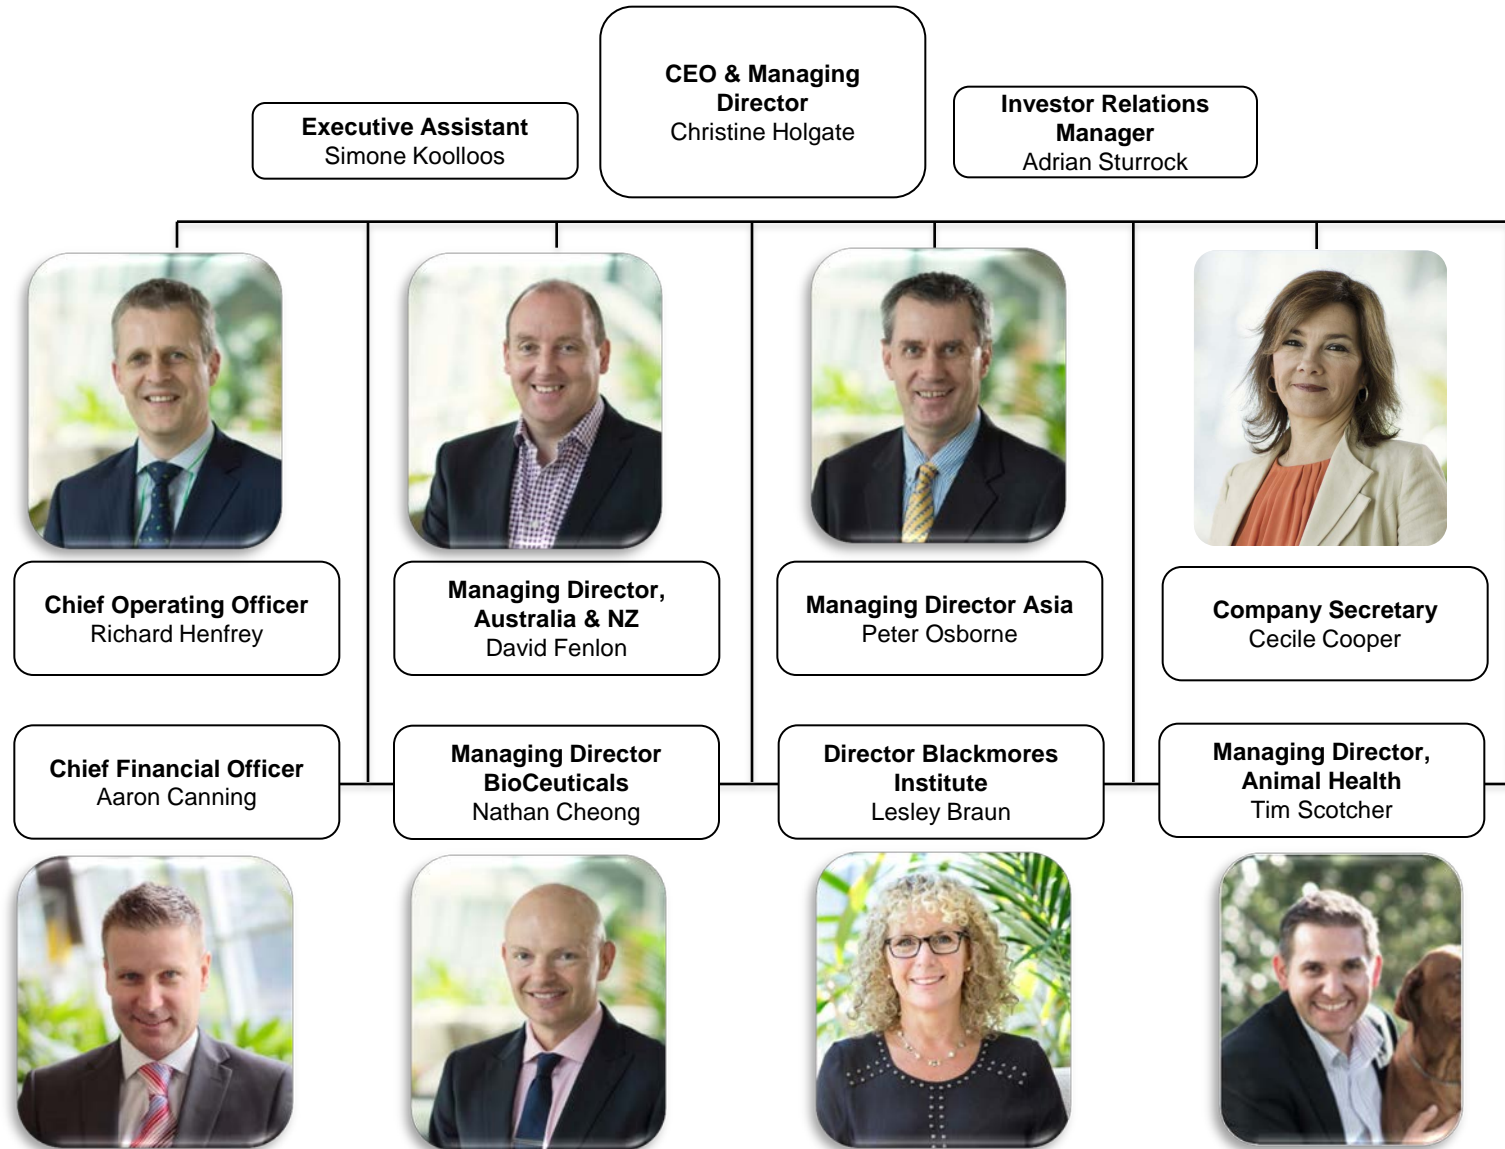 CEO & Managing
Director
Christine Holgate
Executive Assistant
Simone Koolloos
Investor Relations
Manager
Adrian Sturrock
Chief Operating Officer
Richard Henfrey
Managing Director,
Australia & NZ
David Fenlon
Managing Director Asia
Peter Osborne
Company Secretary
Cecile Cooper
Chief Financial Officer
Aaron Canning
Managing Director
BioCeuticals
Nathan Cheong
Director Blackmores
Institute
Lesley Braun
Managing Director,
Animal Health
Tim Scotcher